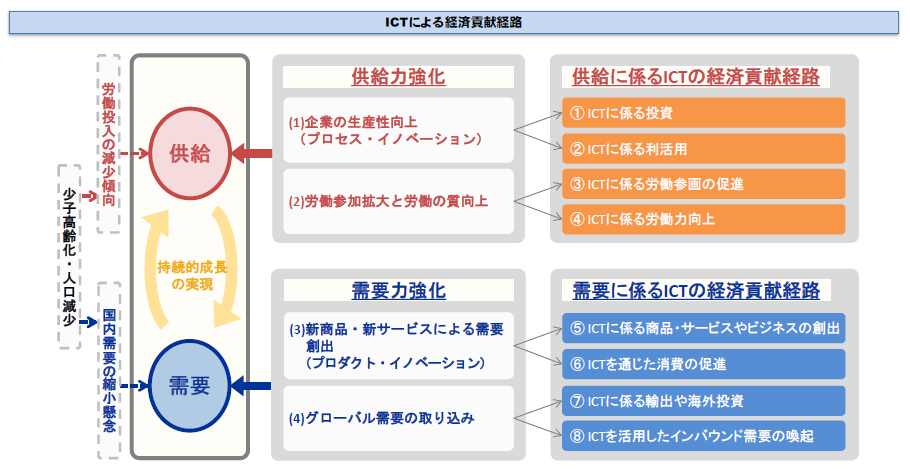 ICTによる経済貢献経路
少子高齢化・人口減少
労働投入の減少傾向
国内需要の縮小懸念
供給
持続的成長
の実現
需要
供給力強化
(1)企業の生産性向上
（プロセス・イノベーション）
(2)労働参加拡大と労働の質向上
供給に係るICTの経済貢献経路
① ICTに係る投資
② ICTに係る利活用
③ ICTに係る労働参画の促進
④ ICTに係る労働力向上
需要力強化
(3)新商品・新サービスによる需要
創出
（プロダクト・イノベーション）
(4)グローバル需要の取り込み
需要に係るICTの経済貢献経路
⑤ ICTに係る商品・サービスやビジネスの創出
⑥ ICTを通じた消費の促進
⑦ ICTに係る輸出や海外投資
⑧ ICTを活用したインバウンド需要の喚起